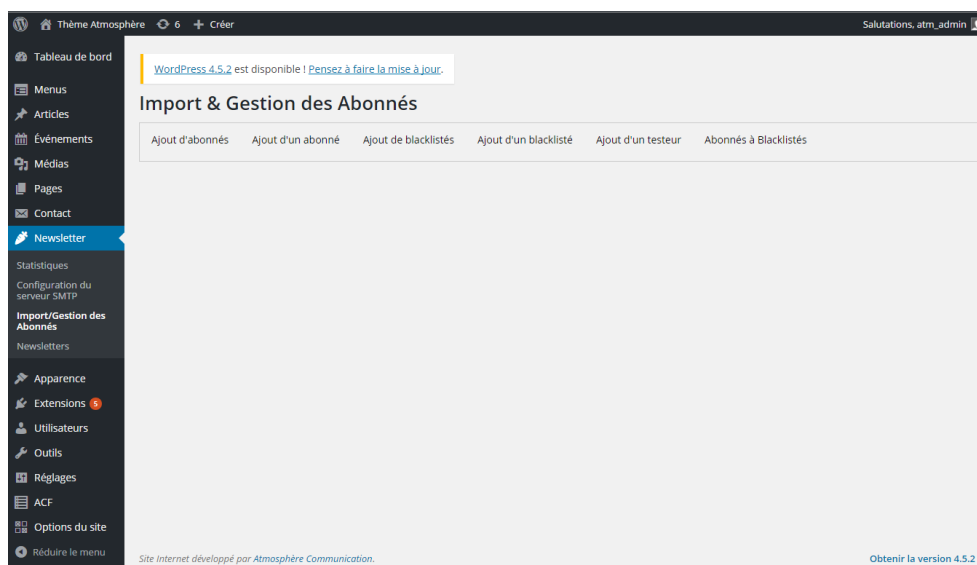 Thème Atmosphère 6 + Créer Salutations, atm_admin
Tableau de bord
Menus
Articles
Événements
Médias
Pages
Contact
Newsletter
Statistiques
Configuration du
serveur SMTP
Import/Gestion des
Abonnés
Newsletters
Apparence
Extensions 5
Utilisateurs
Outils
Réglages
ACF
Options du site
Réduire le menu
WordPress 4.5.2 est disponible ! Pensez à faire la mise à jour.
Import & Gestion des Abonnés
Ajout d'abonnés Ajout d'un abonné Ajout de blacklistés Ajout d'un blacklisté Ajout d'un testeur Abonnés à Blacklistés
Site Internet développé par Atmosphère Communication. Obtenir la version 4.5.2